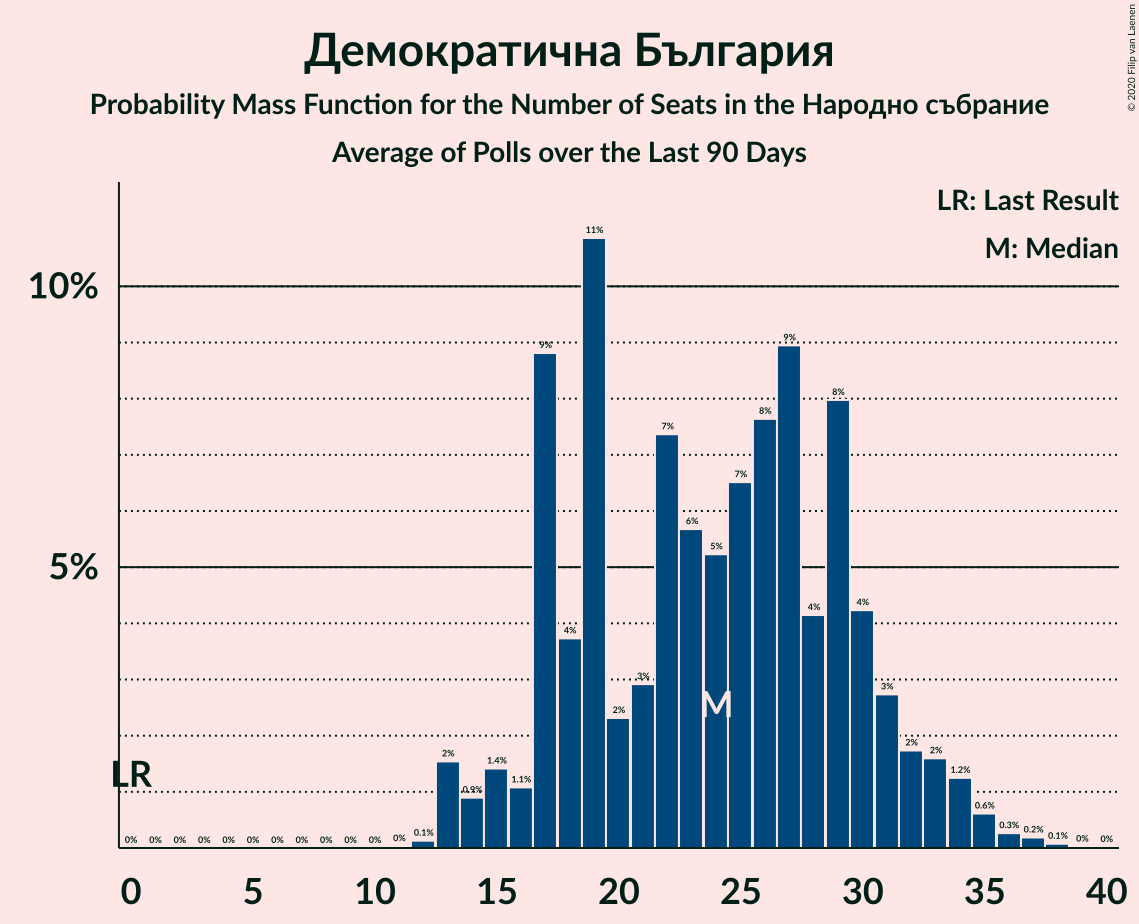 Демократична България
Probability Mass Function for the Number of Seats in the Народно събрание
Average of Polls over the Last 90 Days
© 2020 Filip van Laenen
LR: Last Result
M: Median
10%
5%
11%
9%
9%
8%
8%
7%
7%
6%
5%
4%
4%
4%
3%
3%
2%
M
LR
2%
0.9%
1.4%
1.1%
2%
2%
1.2%
0.6%
0.3%
0.2%
0.1%
0% 0%
0% 0% 0% 0% 0% 0% 0% 0% 0% 0% 0% 0% 0.1%
0 5 10 15 20 25 30 35 40